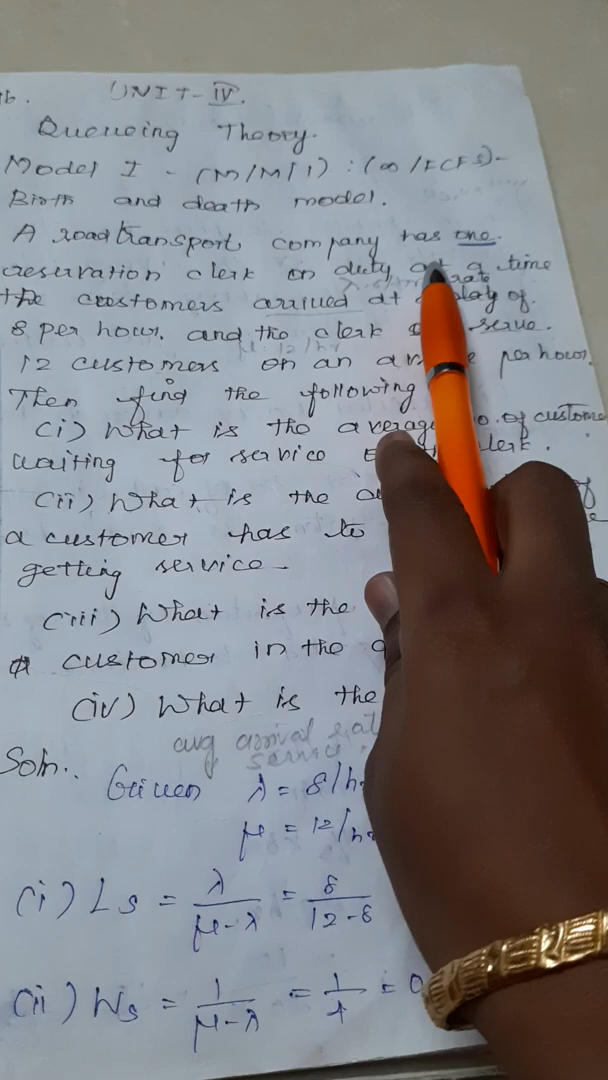 UNIT-IV.
Queueing Theory.
Model I - (M/M/1) : (∞/FCFS)-
Birth and death model.
A road transport company has one
reservation clerk on duty at a time
rate
the customers arrived at of
8 per hour. and the clerk serve.
12 customers on an per hour.
Then find the following
(i) What is the average no. of custome
waiting for service clerk.
(ii) What is the of
a customer has to
getting service -
(iii) What is the
customer in the
(iv) What is the
avg arrival rat
service
Soln.. Given λ = 8/h
μ = 12/h
(i) Ls = λ/μ-λ = 8/12-8
(ii) Ws = 1/μ-λ = 1/4 = 0